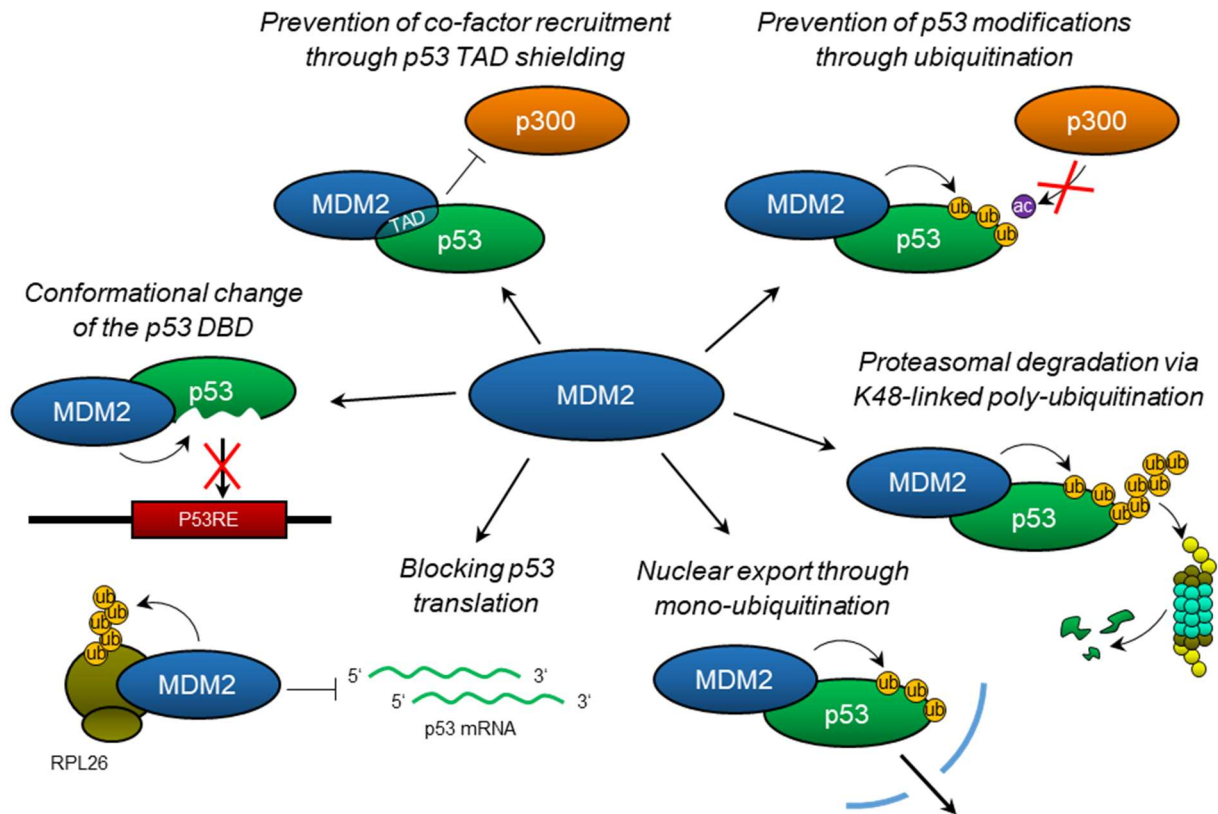 Prevention of co-factor recruitment
through p53 TAD shielding
p300
MDM2
TAD
p53
Prevention of p53 modifications
through ubiquitination
p300
MDM2
ub
ub
ub
ac
p53
Conformational change
of the p53 DBD
p53
MDM2
P53RE
MDM2
Proteasomal degradation via
K48-linked poly-ubiquitination
MDM2
ub
ub
ub
ub
ub
ub
ub
ub
p53
Blocking p53
translation
ub
ub
ub
ub
ub
MDM2
RPL26
5‘
3‘
5‘
3‘
p53 mRNA
Nuclear export through
mono-ubiquitination
MDM2
ub
ub
ub
p53